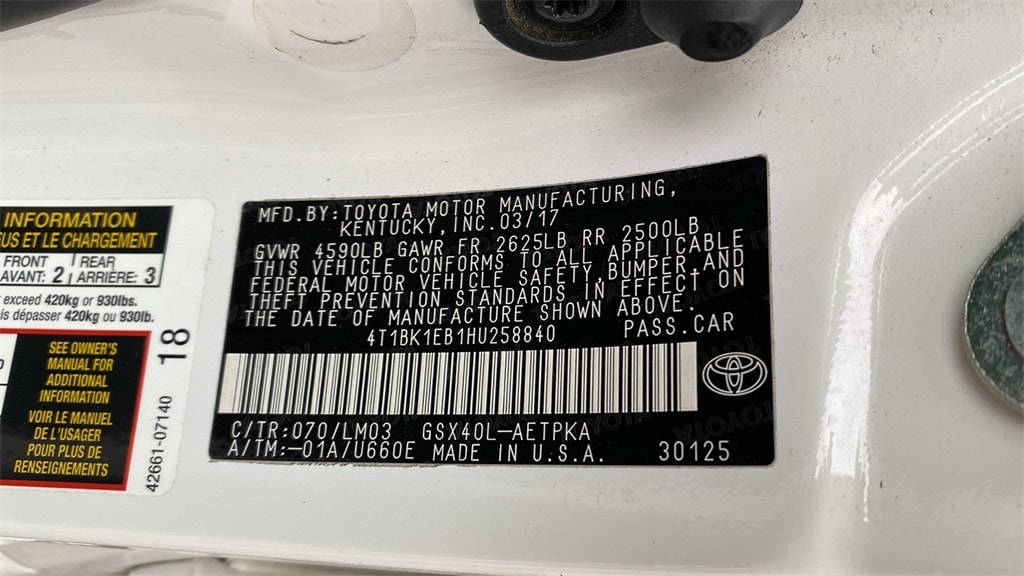 INFORMATION
US ET LE CHARGEMENT
FRONT REAR
AVANT: 2 ARRIÈRE: 3
exceed 420kg or 930lbs.
is dépasser 420kg ou 930lb.
SEE OWNER'S
MANUAL FOR
ADDITIONAL
INFORMATION
VOIR LE MANUEL
DE L'USAGER
POUR PLUS DE
RENSEIGNEMENTS
42661-07140 18
MFD.BY:TOYOTA MOTOR MANUFACTURING,
KENTUCKY,INC.03/17
GVWR 4590LB GAWR FR 2625LB RR 2500LB
THIS VEHICLE CONFORMS TO ALL APPLICABLE
FEDERAL MOTOR VEHICLE SAFETY,BUMPER,AND
THEFT PREVENTION STANDARDS IN EFFECT ON
THE DATE OF MANUFACTURE SHOWN ABOVE.
4T1BK1EB1HU258840 PASS.CAR
C/TR:070/LM03 GSX40L-AETPKA
A/TM:-01A/U660E MADE IN U.S.A. 30125